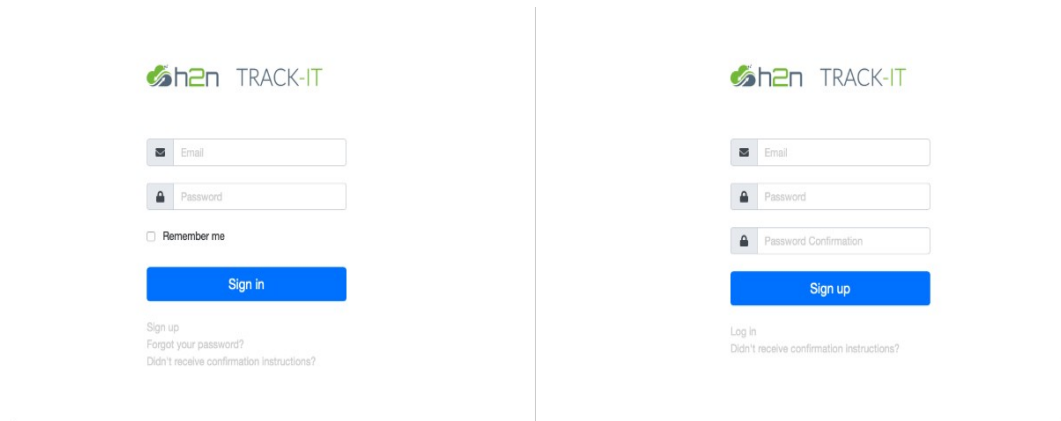 h2n TRACK-IT
Email
Password
Remember me
Sign in
Sign up
Forgot your password?
Didn't receive confirmation instructions?
h2n TRACK-IT
Email
Password
Password Confirmation
Sign up
Log in
Didn't receive confirmation instructions?